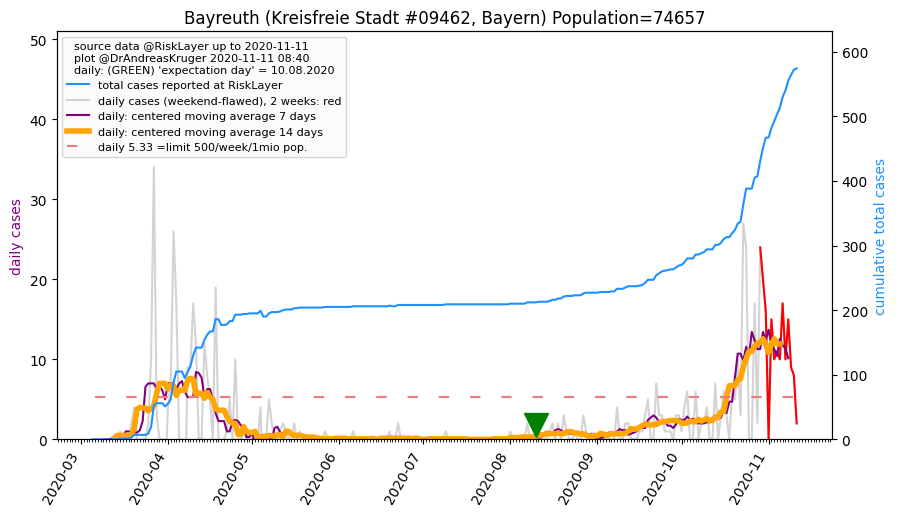 Bayreuth (Kreisfreie Stadt #09462, Bayern) Population=74657
source data @RiskLayer up to 2020-11-11
plot @DrAndreasKruger 2020-11-11 08:40
daily: (GREEN) 'expectation day' = 10.08.2020
total cases reported at RiskLayer
daily cases (weekend-flawed), 2 weeks: red
daily: centered moving average 7 days
daily: centered moving average 14 days
daily 5.33 =limit 500/week/1mio pop.
daily cases
50
40
30
20
10
0
cumulative total cases
600
500
400
300
200
100
0
2020-03
2020-04
2020-05
2020-06
2020-07
2020-08
2020-09
2020-10
2020-11